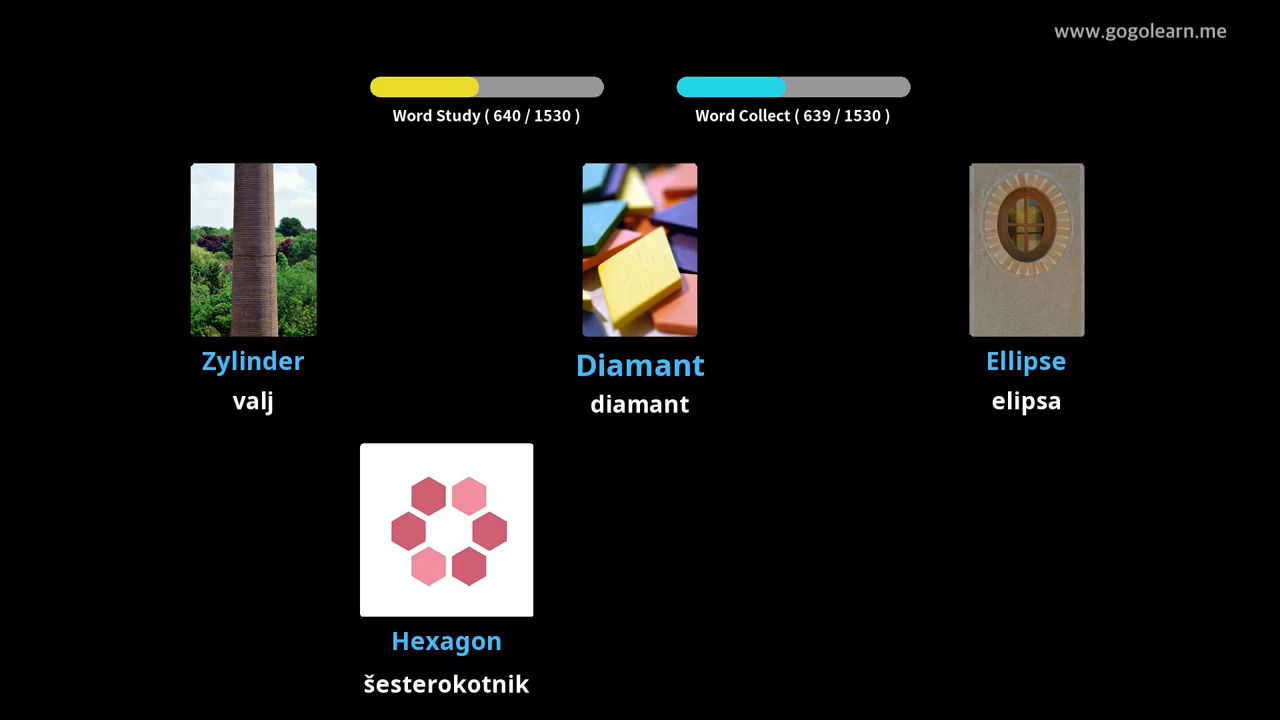 www.gogolearn.me
Word Study ( 640 / 1530 )
Word Collect ( 639 / 1530 )
Zylinder
valj
Diamant
diamant
Ellipse
elipsa
Hexagon
šesterokotnik